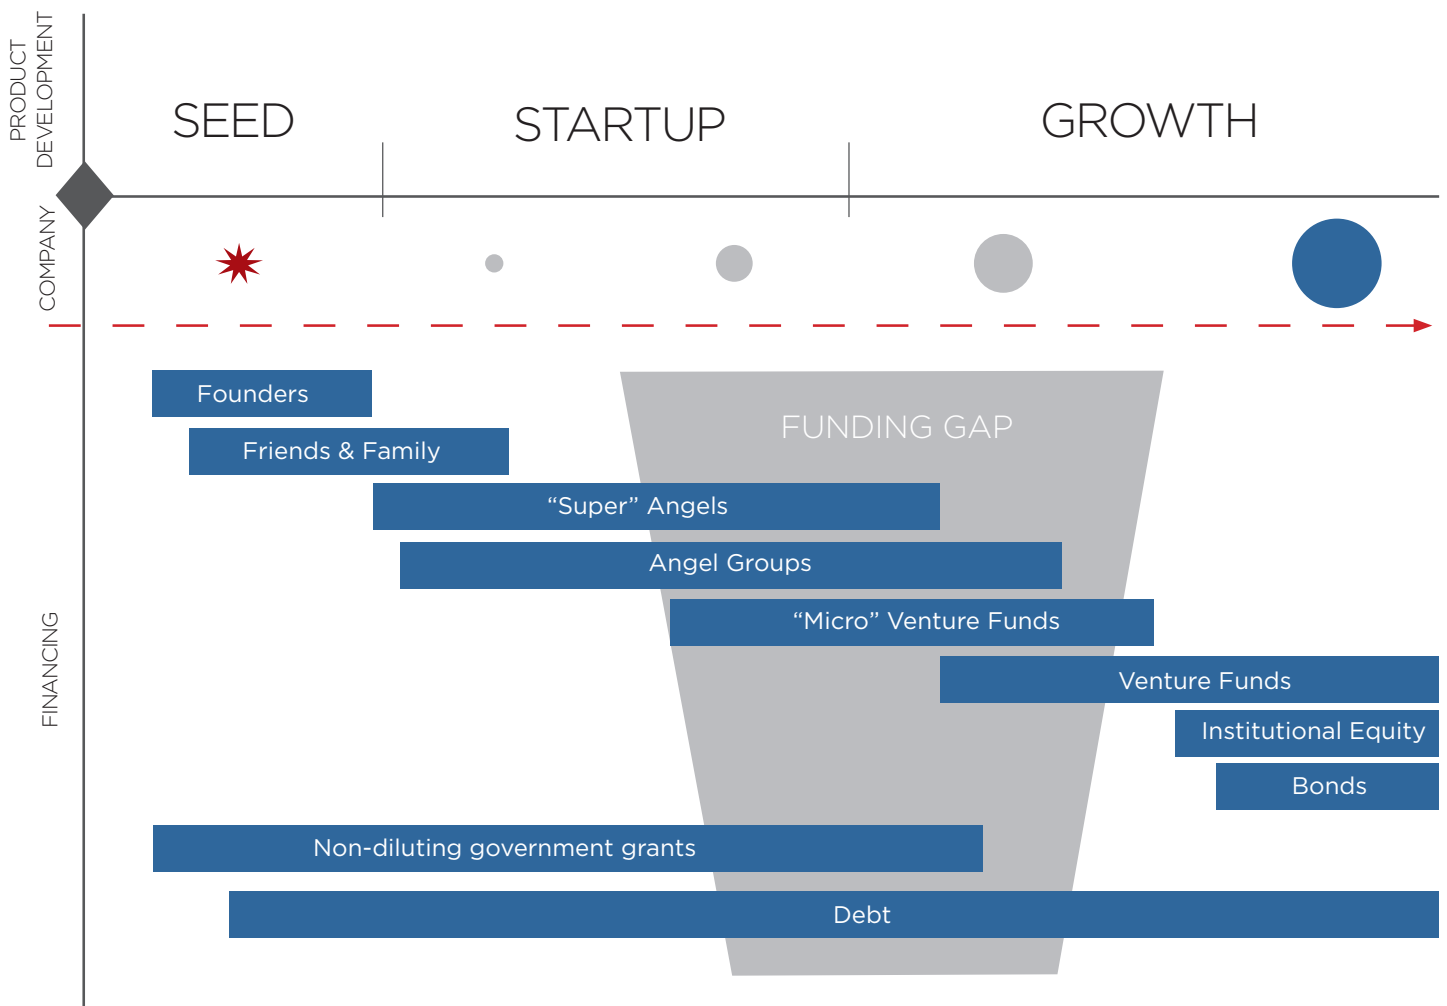 PRODUCT
DEVELOPMENT
SEED
STARTUP
GROWTH
COMPANY
FINANCING
Founders
FUNDING GAP
Friends & Family
“Super” Angels
Angel Groups
“Micro” Venture Funds
Venture Funds
Institutional Equity
Bonds
Non-diluting government grants
Debt